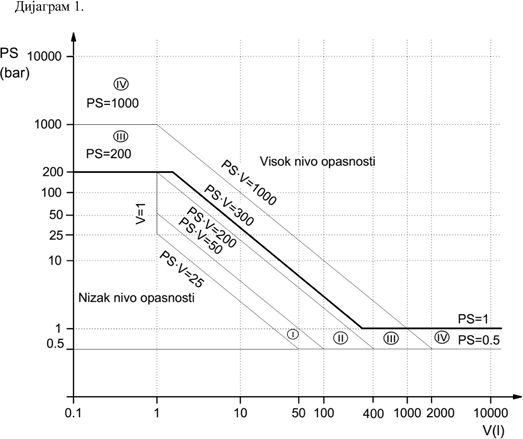 Дијаграм 1.
PS
(bar)
10000
IV
PS=1000
1000
III
PS=200
Visok nivo opasnosti
200
100
50
25
10
1
0.5
V=1
PS·V=1000
PS·V=300
PS·V=200
PS·V=50
PS·V=25
Nizak nivo opasnosti
PS=1
I
II
III
IV
PS=0.5
0.1
1
10
50
100
400
1000
2000
10000
V(l)